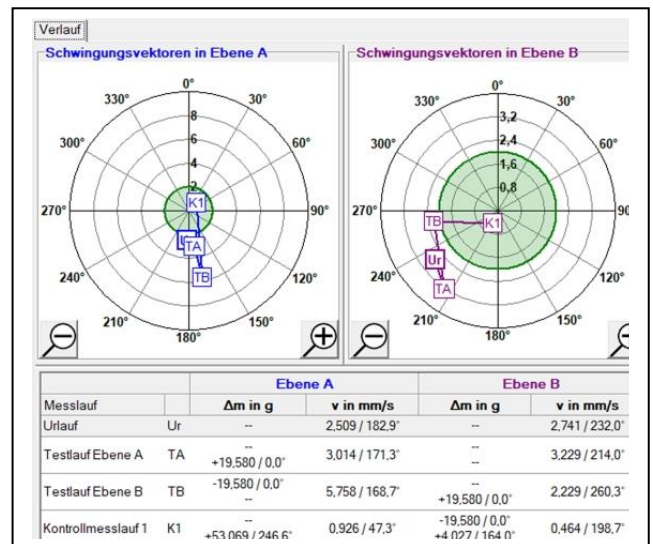 Verlauf
Schwingungsvektoren in Ebene A
Schwingungsvektoren in Ebene B
0°
330°
30°
300°
60°
270°
90°
240°
120°
210°
150°
180°
8
6
4
2
K1
Ur
TA
TB
0°
330°
30°
300°
60°
270°
90
240°
120°
210°
150°
180°
3,2
2,4
1,6
0,8
TB
K1
Ur
TA
Ebene A Ebene B
Messlauf Δm in g v in mm/s Δm in g v in mm/s
Urlauf Ur -- 2,509 / 182,9° -- 2,741 / 232,0°
Testlauf Ebene A TA -- +19,580 / 0,0° 3,014 / 171,3° -- -- 3,229 / 214,0°
Testlauf Ebene B TB -19,580 / 0,0° -- 5,758 / 168,7° -- +19,580 / 0,0° 2,229 / 260,3°
Kontrollmesslauf 1 K1 -- +53,069 / 246,6° 0,926 / 47,3° -19,580 / 0,0° +4,027 / 164,0° 0,464 / 198,7°